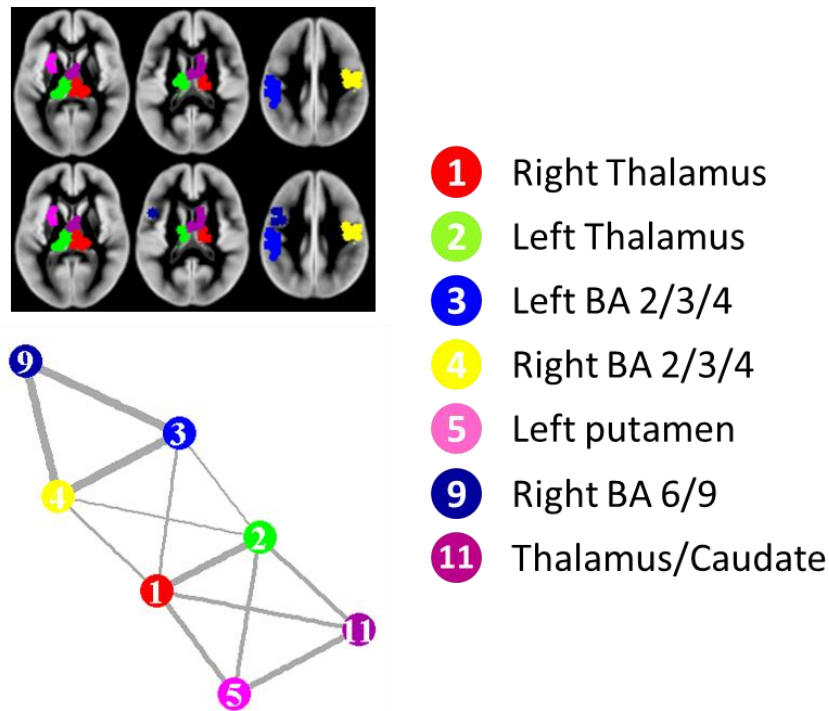 1 Right Thalamus
2 Left Thalamus
3 Left BA 2/3/4
4 Right BA 2/3/4
5 Left putamen
9 Right BA 6/9
11 Thalamus/Caudate
9
3
4
2
1
11
5